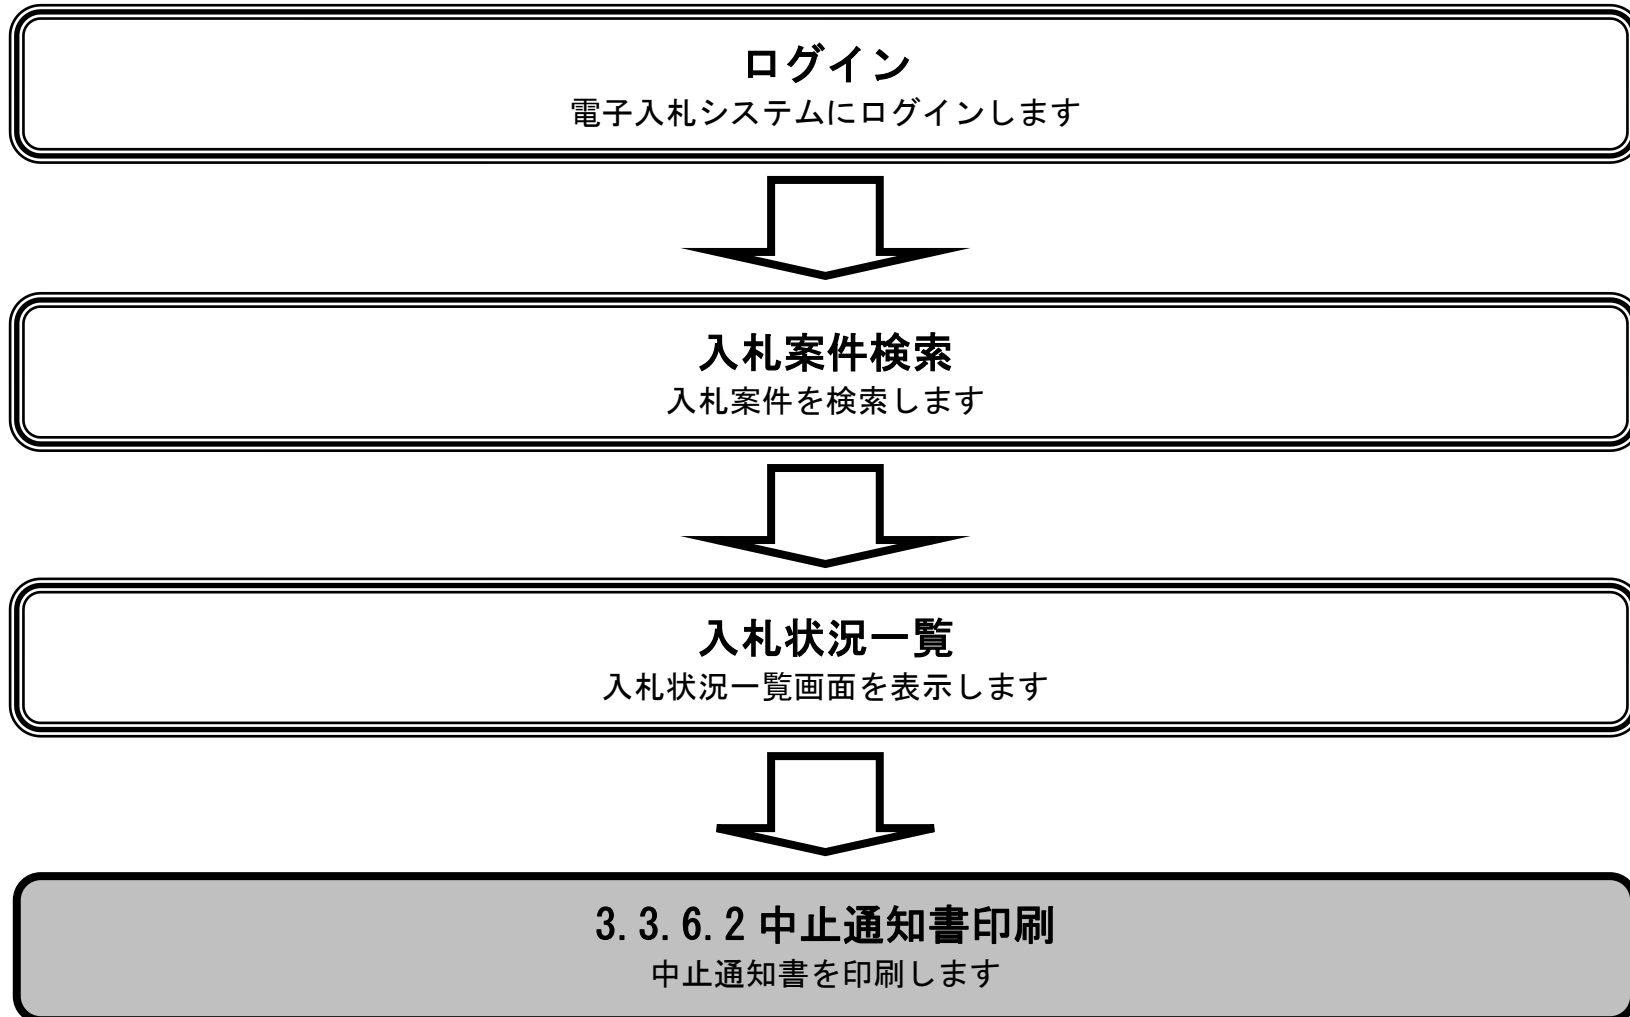 ログイン
電子入札システムにログインします
入札案件検索
入札案件を検索します
入札状況一覧
入札状況一覧画面を表示します
3.3.6.2 中止通知書印刷
中止通知書を印刷します